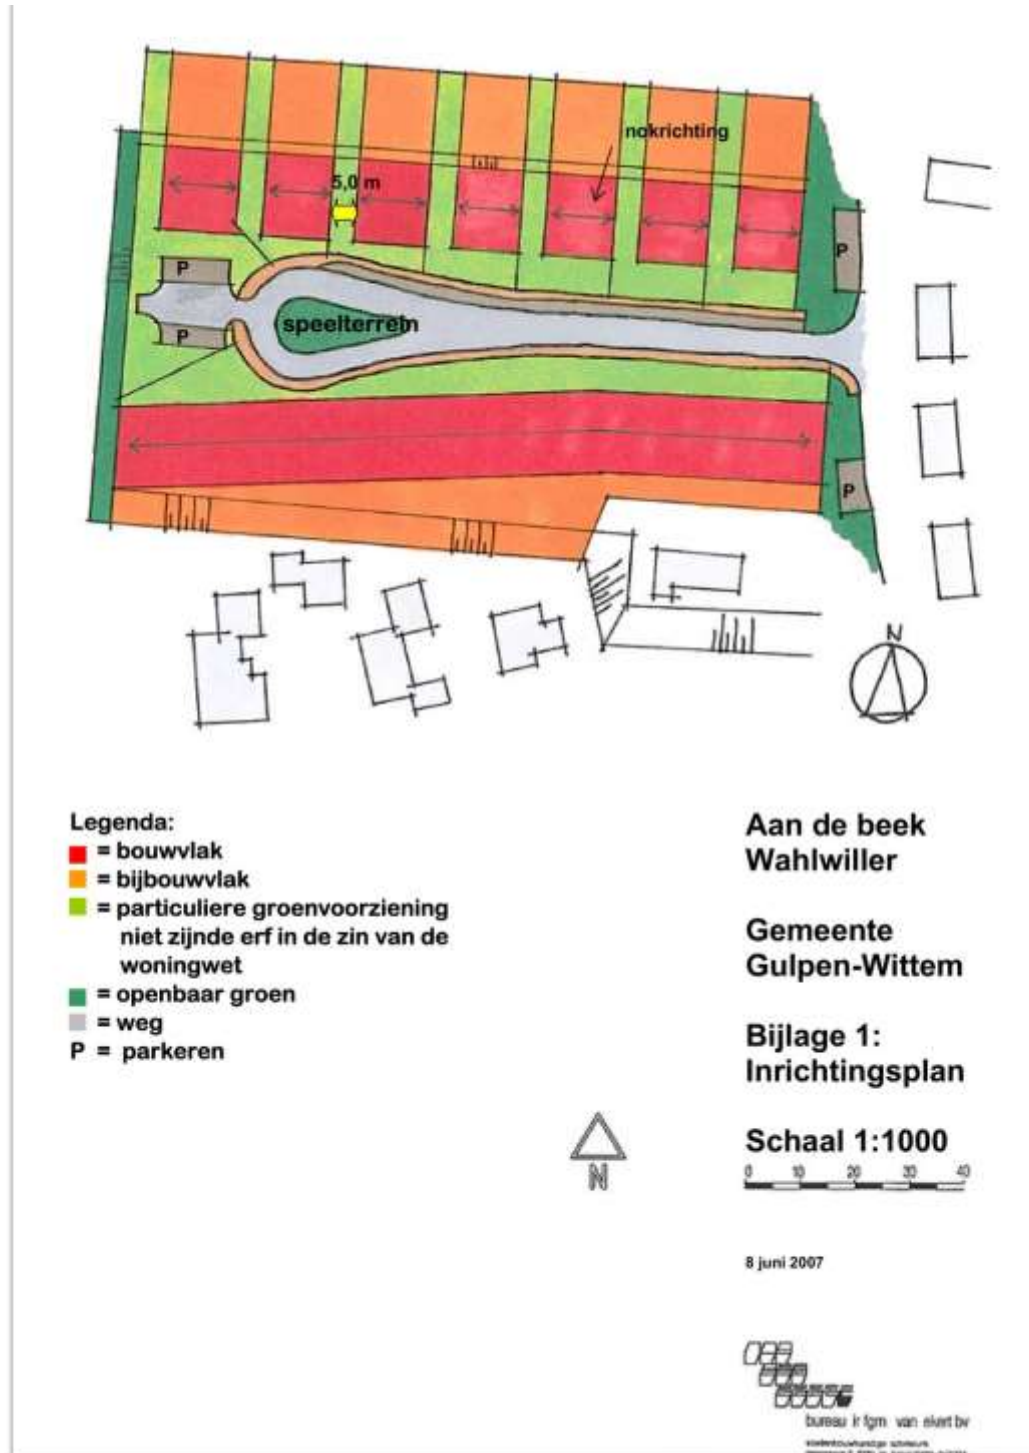 nokrichting
5,0 m
P
P
speelterrein
P
P
N
Legenda:
= bouwvlak
= bijbouwvlak
= particuliere groenvoorziening
niet zijnde erf in de zin van de
woningwet
= openbaar groen
= weg
P = parkeren
Aan de beek
Wahlwiller
Gemeente
Gulpen-Wittem
Bijlage 1:
Inrichtingsplan
Schaal 1:1000
0 10 20 30 40
N
8 juni 2007
bureau ir fgm van ekert bv